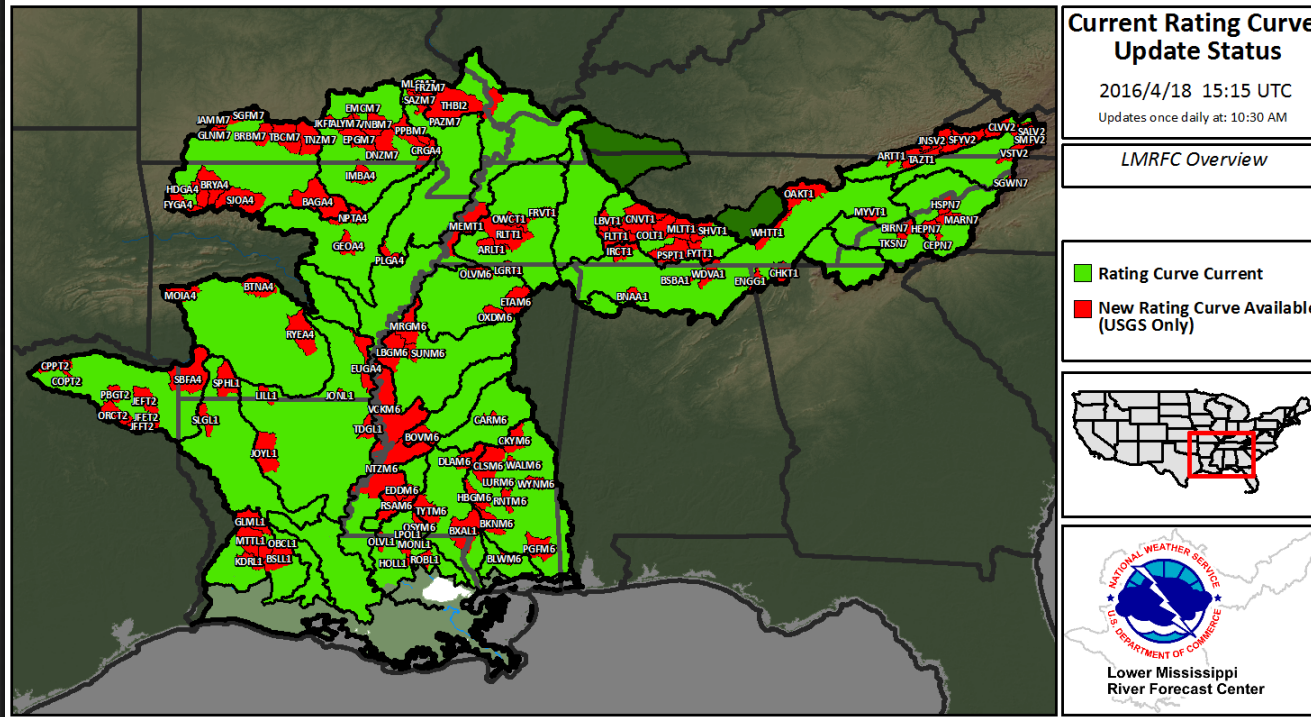 Current Rating Curve
Update Status
2016/4/18 15:15 UTC
Updates once daily at: 10:30 AM
LMRFC Overview
Rating Curve Current
New Rating Curve Available
(USGS Only)
NATIONAL WEATHER SERVICE
U.S. DEPARTMENT OF COMMERCE
Lower Mississippi
River Forecast Center
FRZM7
SAZM7
THBI2
EMCM7
PAZM7
JAMM7
SGFM7
GLNM7
BRBM7
TBCM7
TNZM7
EPGM7
PPBM7
DNZM7
CRGA4
IMBA4
HDGA4
BRYA4
FYGA4
SJOA4
BAGA4
NPTA4
GEOA4
PLGA4
MEMT1
OWCT1
FRVT1
RLTT1
ARLT1
OLVM6
LGRT1
LBVT1
CNVT1
FLTT1
COLT1
MLTT1
SHVT1
IRCT1
PSPT1
FYTT1
WHTT1
OAKT1
BSBA1
WDVA1
ENGG1
CHKT1
BNAA1
ARTT1
TAZT1
JNSV2
SFYV2
CLVV2
SALV2
SMFV2
VSTV2
SGWN7
MYVT1
HSPN7
MARN7
BIRN7
HEPN7
TKSN7
CEPN7
ETAM6
OXDM6
MOIA4
BTNA4
RYEA4
MRGM6
LBGM6
SUNM6
EUGA4
CPPT2
COPT2
PBGT2
JEFT2
ORCT2
JFET2
JFFT2
SBFA4
SPHL1
LILL1
JONL1
SLGL1
VCKM6
TDGL1
BOVM6
JOYL1
CARM6
CKYM6
DLAM6
CLSM6
WALM6
NTZM6
LURM6
WYNM6
EDDM6
HBGM6
RNTM6
RSAM6
TYTM6
OSYM6
BXAL1
BKNM6
LPOL1
OLVL1
MONL1
HOLL1
ROBL1
BLWM6
PGFM6
GLML1
MTTL1
OBCL1
KDRL1
BSLL1